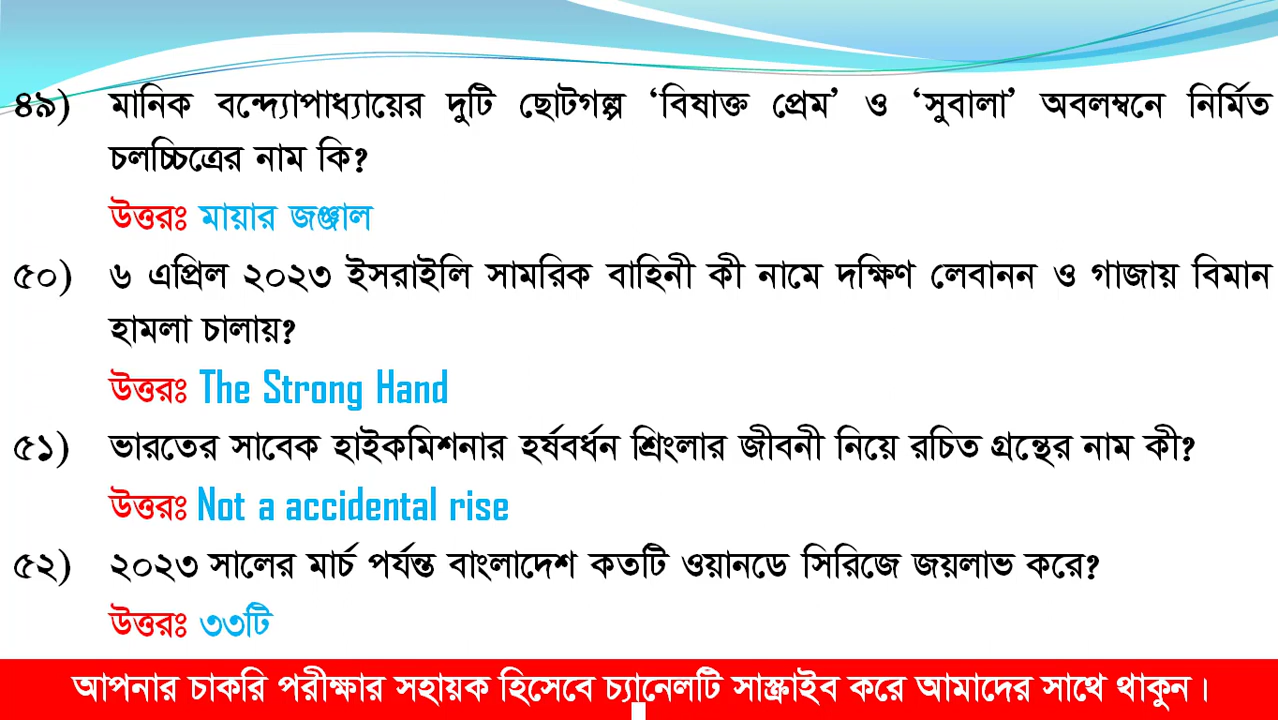 ৪৯) মানিক বন্দ্যোপাধ্যায়ের দুটি ছোটগল্প ‘বিষাক্ত প্রেম’ ও ‘সুবালা’ অবলম্বনে নির্মিত
চলচ্চিত্রের নাম কি?
উত্তরঃ মায়ার জঞ্জাল
৫০) ৬ এপ্রিল ২০২৩ ইসরাইলি সামরিক বাহিনী কী নামে দক্ষিণ লেবানন ও গাজায় বিমান
হামলা চালায়?
উত্তরঃ The Strong Hand
৫১) ভারতের সাবেক হাইকমিশনার হর্ষবর্ধন শ্রিংলার জীবনী নিয়ে রচিত গ্রন্থের নাম কী?
উত্তরঃ Not a accidental rise
৫২) ২০২৩ সালের মার্চ পর্যন্ত বাংলাদেশ কতটি ওয়ানডে সিরিজে জয়লাভ করে?
উত্তরঃ ৩৩টি
আপনার চাকরি পরীক্ষার সহায়ক হিসেবে চ্যানেলটি সাস্ক্রাইব করে আমাদের সাথে থাকুন।